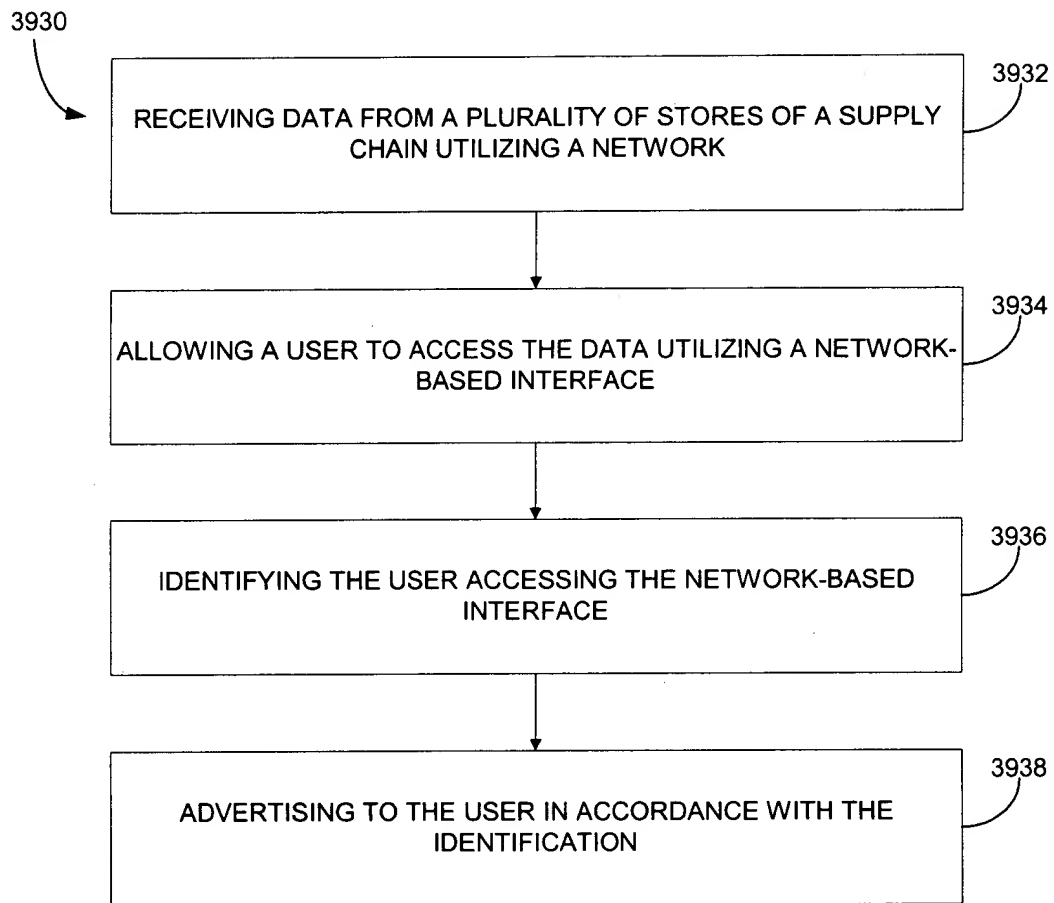 3930
3932
RECEIVING DATA FROM A PLURALITY OF STORES OF A SUPPLY
CHAIN UTILIZING A NETWORK
3934
ALLOWING A USER TO ACCESS THE DATA UTILIZING A NETWORK-
BASED INTERFACE
3936
IDENTIFYING THE USER ACCESSING THE NETWORK-BASED
INTERFACE
3938
ADVERTISING TO THE USER IN ACCORDANCE WITH THE
IDENTIFICATION